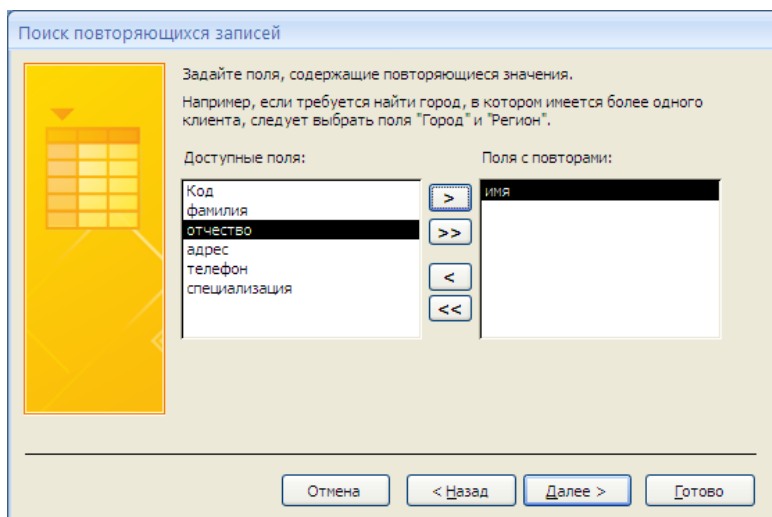 Поиск повторяющихся записей
Задайте поля, содержащие повторяющиеся значения.
Например, если требуется найти город, в котором имеется более одного
клиента, следует выбрать поля "Город" и "Регион".
Доступные поля:
Поля с повторами:
Код
фамилия
отчество
адрес
телефон
специализация
>
>>
<
<<
имя
Отмена
< Назад
Далее >
Готово